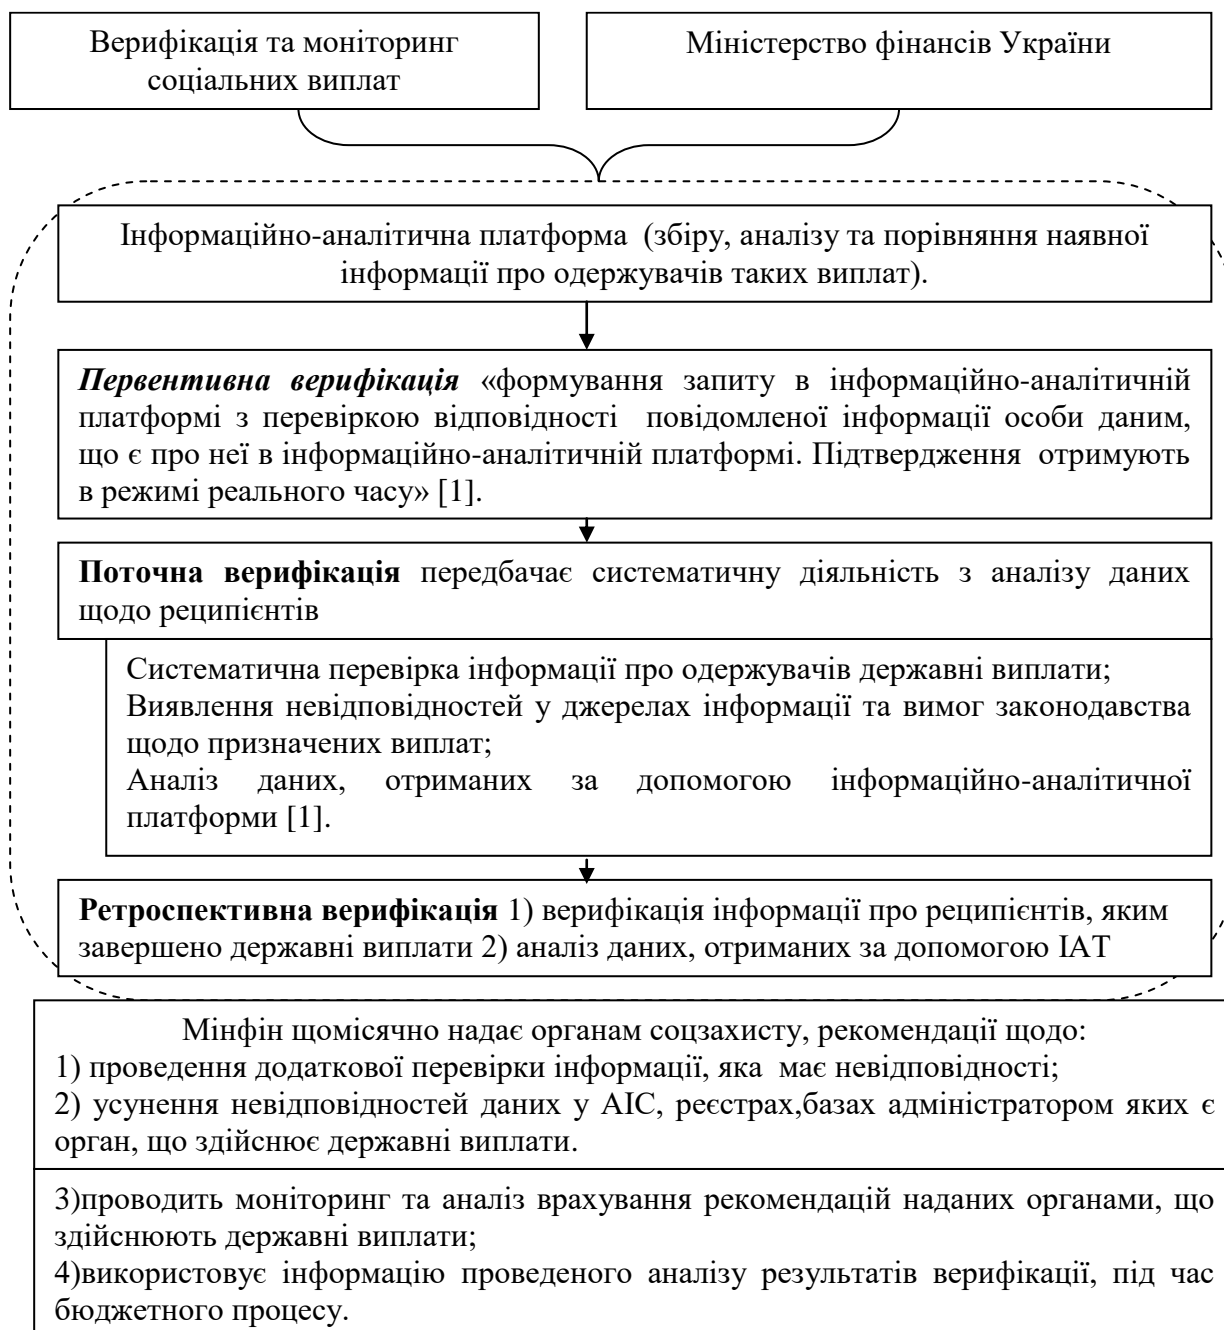 Верифікація та моніторинг
соціальних виплат
Міністерство фінансів України
Інформаційно-аналітична платформа (збіру, аналізу та порівняння наявної
інформації про одержувачів таких виплат).
Первентивна верифікація «формування запиту в інформаційно-аналітичній
платформі з перевіркою відповідності повідомленої інформації особи даним,
що є про неї в інформаційно-аналітичній платформі. Підтвердження отримують
в режимі реального часу» [1].
Поточна верифікація передбачає систематичну діяльність з аналізу даних
щодо реципієнтів
Систематична перевірка інформації про одержувачів державні виплати;
Виявлення невідповідностей у джерелах інформації та вимог законодавства
щодо призначених виплат;
Аналіз даних, отриманих за допомогою інформаційно-аналітичної
платформи [1].
Ретроспективна верифікація 1) верифікація інформації про реципієнтів, яким
завершено державні виплати 2) аналіз даних, отриманих за допомогою ІАТ
Мінфін щомісячно надає органам соцзахисту, рекомендації щодо:
1) проведення додаткової перевірки інформації, яка має невідповідності;
2) усунення невідповідностей даних у АІС, реєстрах,базах адміністратором яких є
орган, що здійснює державні виплати.
3)проводить моніторинг та аналіз врахування рекомендацій наданих органами, що
здійснюють державні виплати;
4)використовує інформацію проведеного аналізу результатів верифікації, під час
бюджетного процесу.